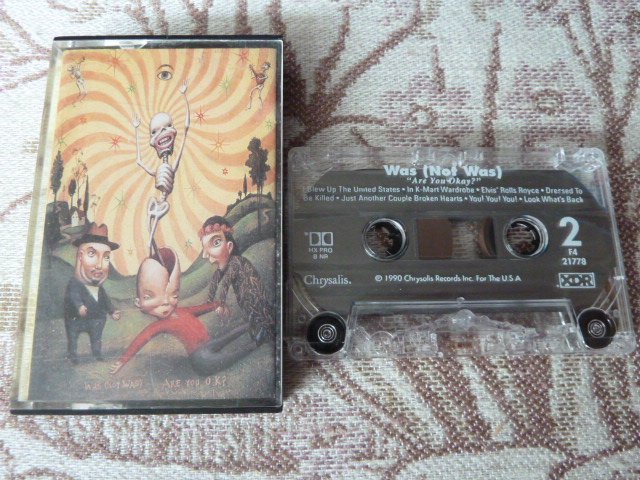 WAS (NOT WAS) ARE YOU O.K?
Was (Not Was)
"Are You Okay?"
I Blew Up The United States • In K-Mart Wardrobe • Elvis' Rolls Royce • Dressed To
Be Killed • Just Another Couple Broken Hearts • You! You! You! • Look What's Back
HX PRO
B NR
2
F4
21778
Chrysalis.
© 1990 Chrysalis Records Inc. For The U.S.A
XDR